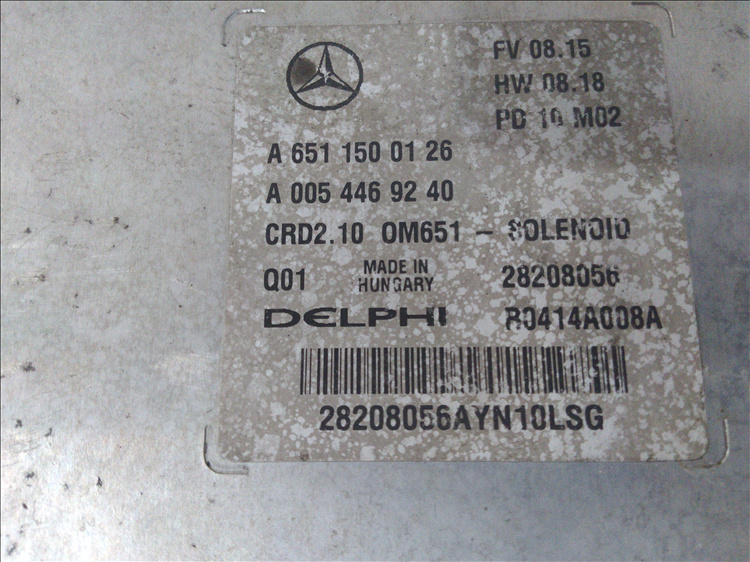 FV 08.15
HW 08.18
PD 10 M02
A 651 150 01 26
A 005 446 92 40
CRD2.10 OM651 - SOLENOID
Q01 MADE IN HUNGARY 28208056
DELPHI R0414A008A
28208056AYN10LSG